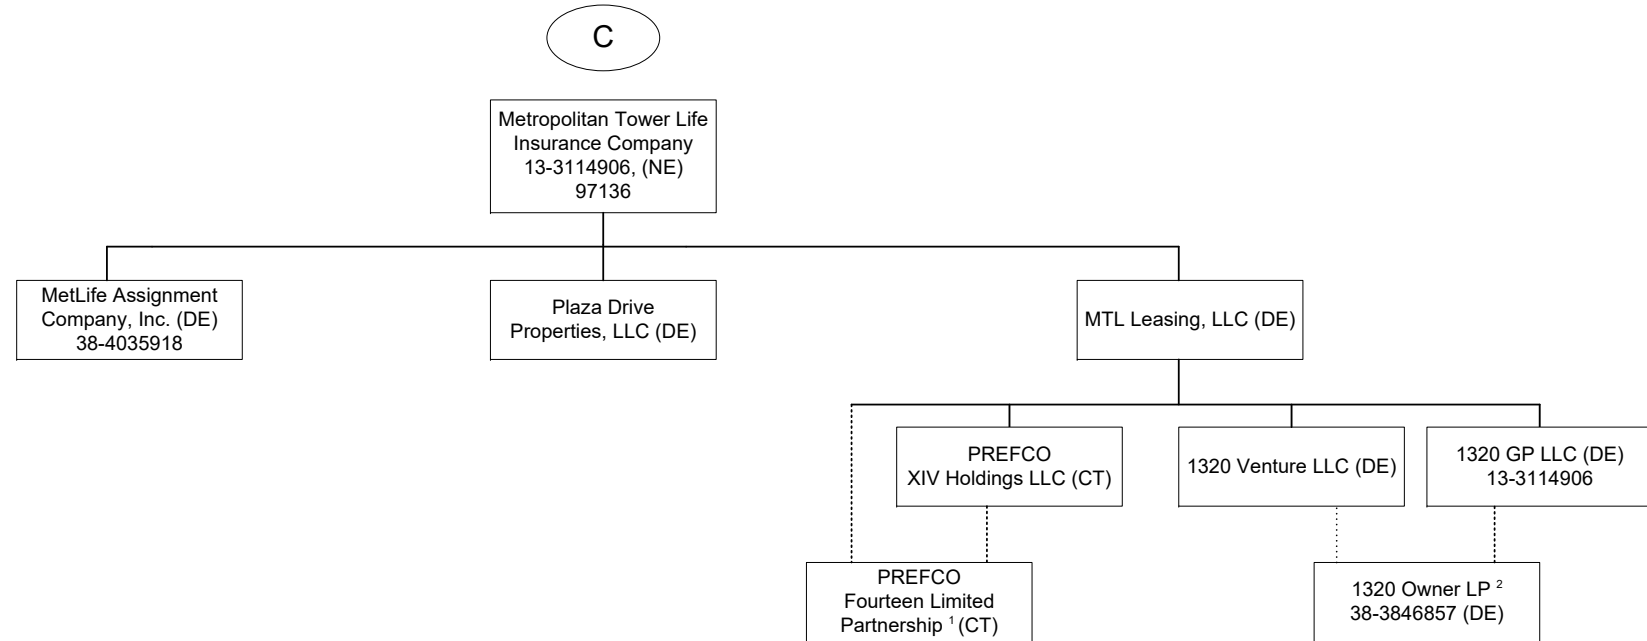 C
Metropolitan Tower Life
Insurance Company
13-3114906, (NE)
97136
MetLife Assignment
Company, Inc. (DE)
38-4035918
Plaza Drive
Properties, LLC (DE)
MTL Leasing, LLC (DE)
PREFCO
XIV Holdings LLC (CT)
1320 Venture LLC (DE)
1320 GP LLC (DE)
13-3114906
PREFCO
Fourteen Limited
Partnership ¹ (CT)
1320 Owner LP ²
38-3846857 (DE)